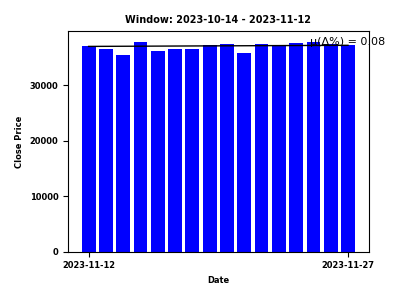 Window: 2023-10-14 - 2023-11-12
μ(Δ%) = 0.08
Close Price
30000
20000
10000
0
2023-11-12
2023-11-27
Date